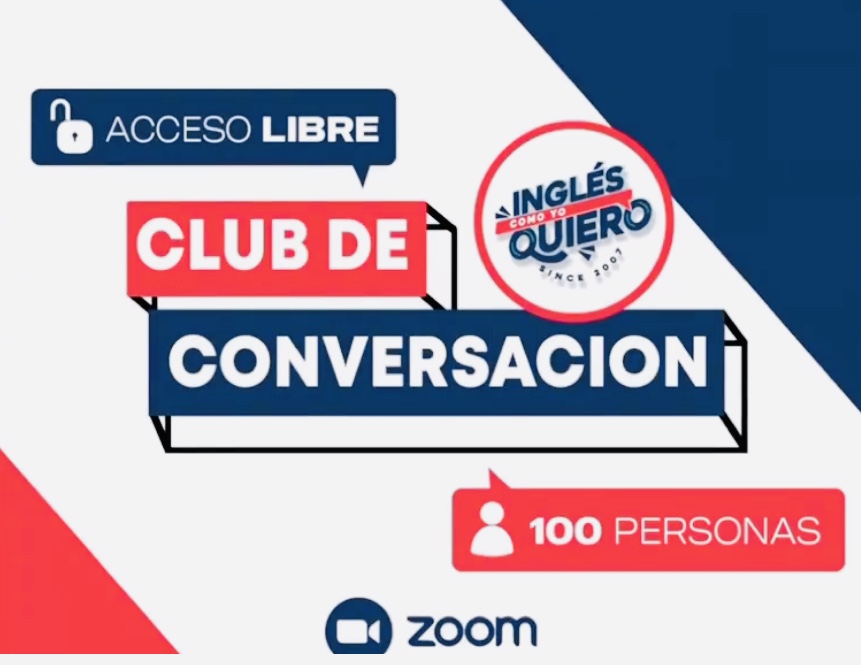 ACCESO LIBRE
CLUB DE
CONVERSACION
INGLÉS
COMO YO
QUIERO
SINCE 2007
100 PERSONAS
zoom